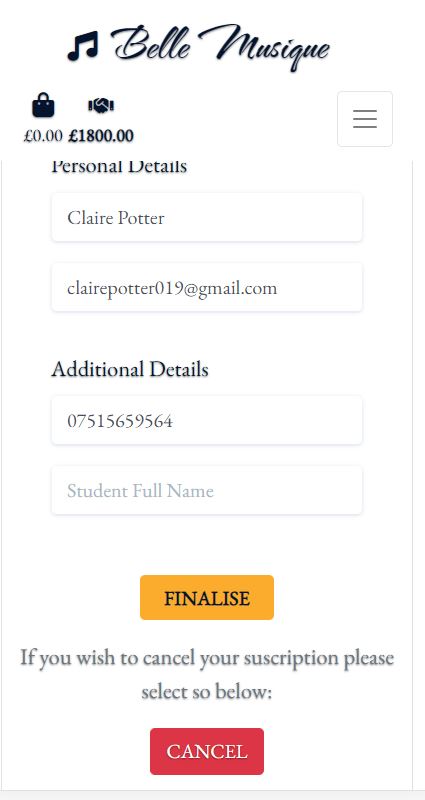 Belle Musique
£0.00 £1800.00
Personal Details
Claire Potter
clairepotter019@gmail.com
Additional Details
07515659564
Student Full Name
FINALISE
If you wish to cancel your suscription please
select so below:
CANCEL